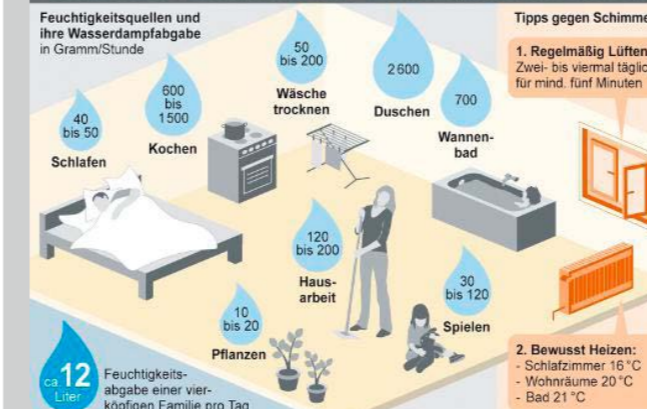 Feuchtigkeitsquellen und
ihre Wasserdampfabgabe
in Gramm/Stunde
40
bis 50
Schlafen
600
bis
1500
Kochen
50
bis 200
Wäsche
trocknen
2600
Duschen
700
Wannen-
bad
120
bis 200
Haus-
arbeit
30
bis 120
Spielen
10
bis 20
Pflanzen
ca. 12
Liter
Feuchtigkeits-
abgabe einer vier-
köpfigen Familie pro Tag
Tipps gegen Schimme
1. Regelmäßig Lüften
Zwei- bis viermal täglic
für mind. fünf Minuten
2. Bewusst Heizen:
- Schlafzimmer 16 °C
- Wohnräume 20 °C
- Bad 21 °C